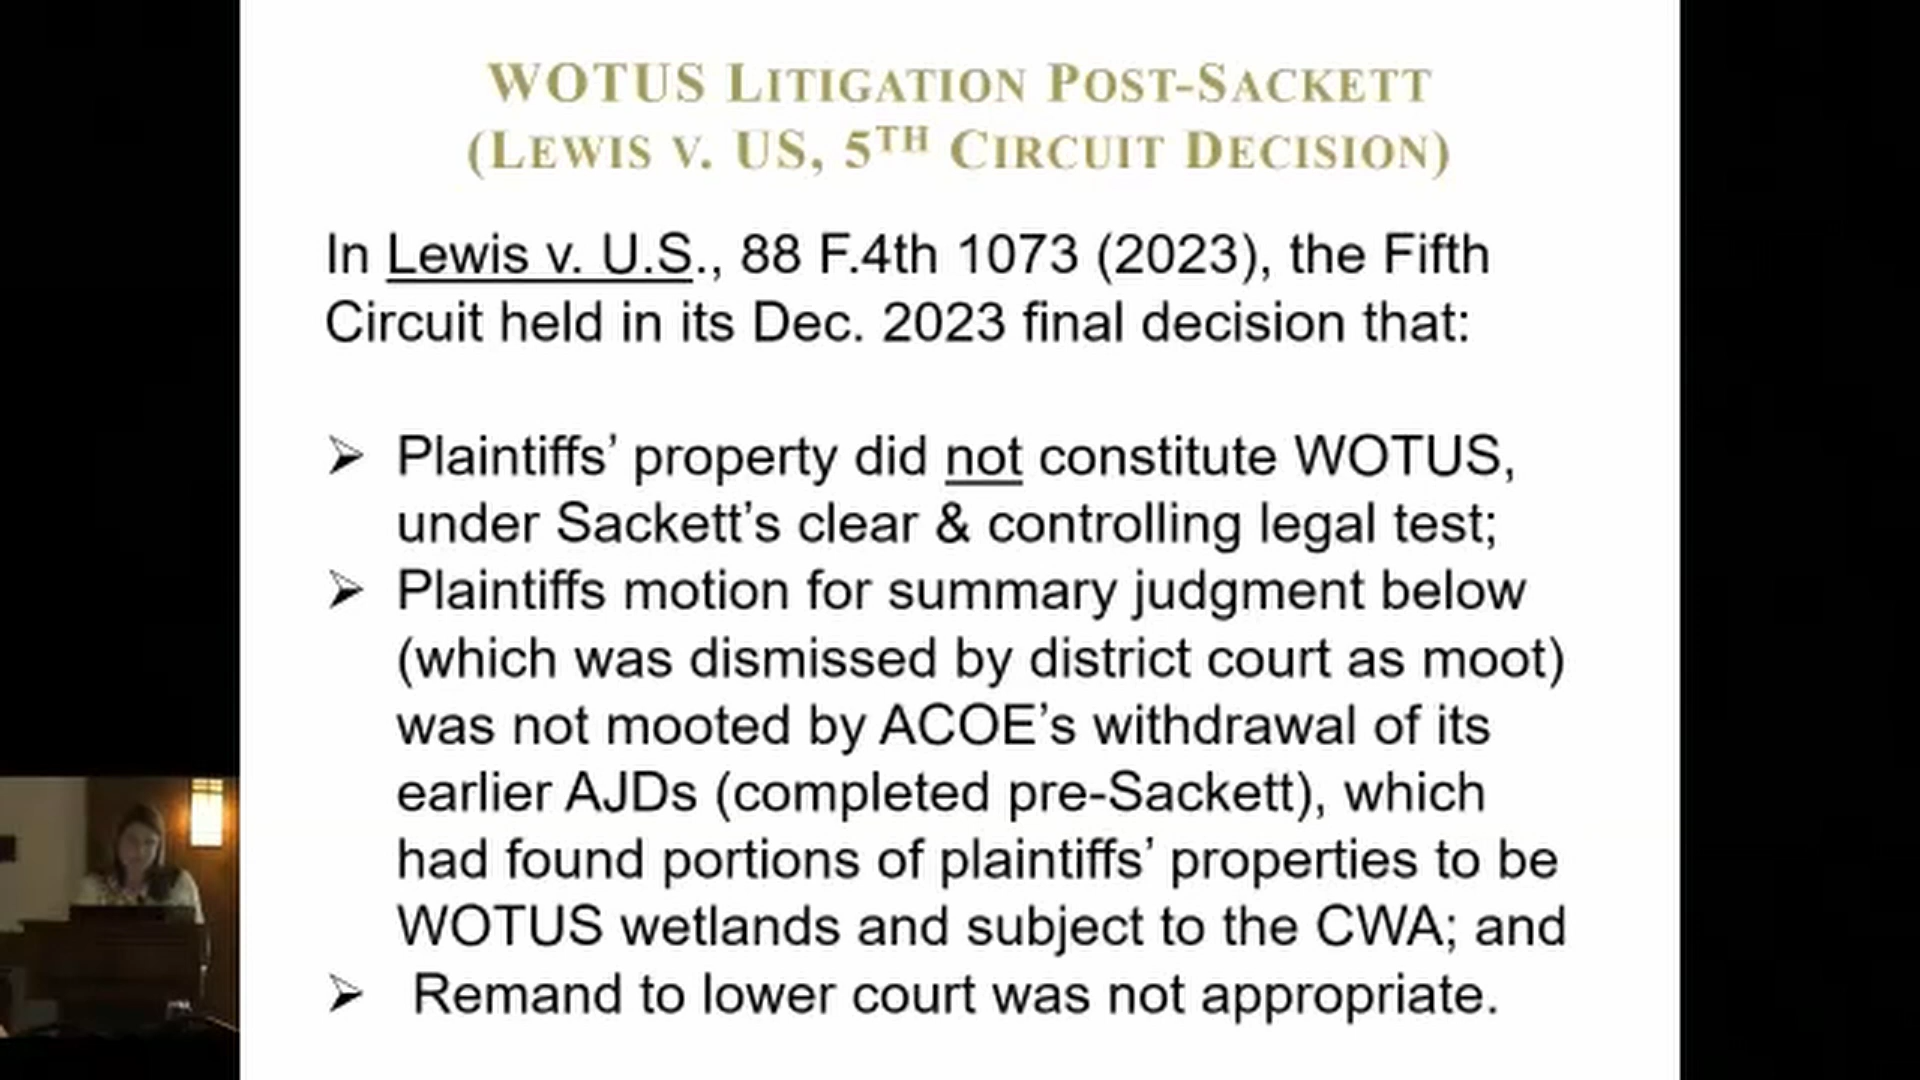 WOTUS LITIGATION POST-SACKETT
(LEWIS V. US, 5TH CIRCUIT DECISION)
In Lewis v. U.S., 88 F.4th 1073 (2023), the Fifth
Circuit held in its Dec. 2023 final decision that:
➢ Plaintiffs’ property did not constitute WOTUS,
under Sackett’s clear & controlling legal test;
➢ Plaintiffs motion for summary judgment below
(which was dismissed by district court as moot)
was not mooted by ACOE’s withdrawal of its
earlier AJDs (completed pre-Sackett), which
had found portions of plaintiffs’ properties to be
WOTUS wetlands and subject to the CWA; and
➢ Remand to lower court was not appropriate.